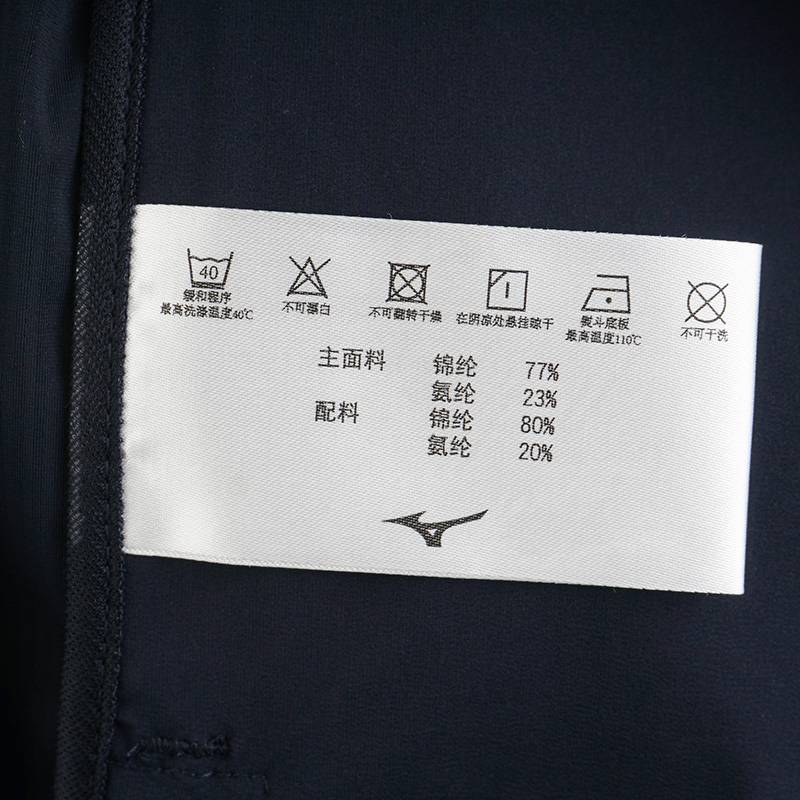 40
缓和程序
最高洗涤温度40℃
不可漂白
不可翻转干燥
在阴凉处悬挂晾干
熨斗底板
最高温度110℃
不可干洗
主面料 锦纶 77%
氨纶 23%
配料 锦纶 80%
氨纶 20%